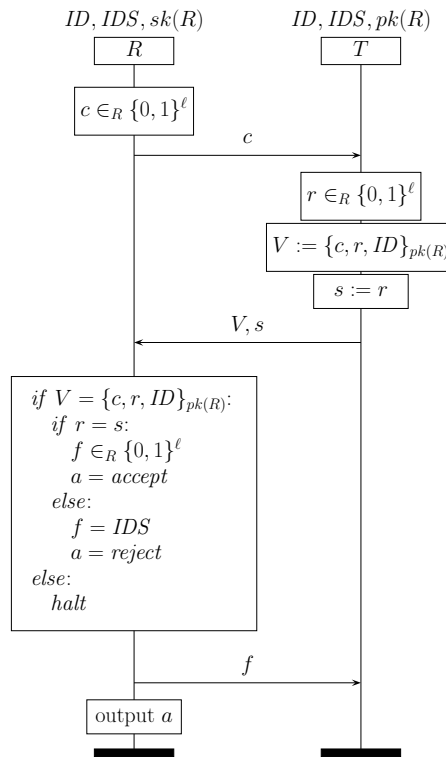 ID, IDS, sk(R)
ID, IDS, pk(R)
R
T
c ∈_R {0, 1}^ℓ
c
r ∈_R {0, 1}^ℓ
V := {c, r, ID}_{pk(R)}
s := r
V, s
if V = {c, r, ID}_{pk(R)}:
if r = s:
f ∈_R {0, 1}^ℓ
a = accept
else:
f = IDS
a = reject
else:
halt
f
output a